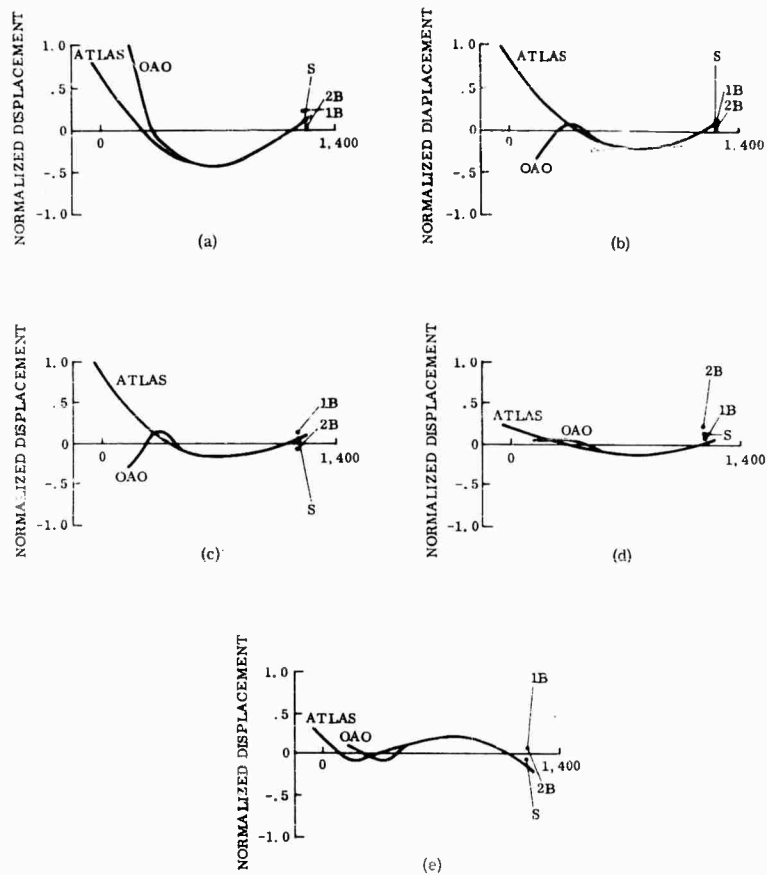 NORMALIZED DISPLACEMENT
1.0
.5
0
-.5
-1.0
ATLAS
OAO
S
2B
1B
0
1,400
(a)
NORMALIZED DIAPLACEMENT
1.0
.5
0
-.5
-1.0
ATLAS
OAO
S
1B
2B
0
1,400
(b)
NORMALIZED DISPLACEMENT
1.0
.5
0
-.5
-1.0
ATLAS
OAO
1B
2B
S
0
1,400
(c)
NORMALIZED DISPLACEMENT
1.0
.5
0
-.5
-1.0
ATLAS
OAO
2B
1B
S
0
1,400
(d)
NORMALIZED DISPLACEMENT
1.0
.5
0
-.5
-1.0
ATLAS
OAO
1B
2B
S
0
1,400
(e)